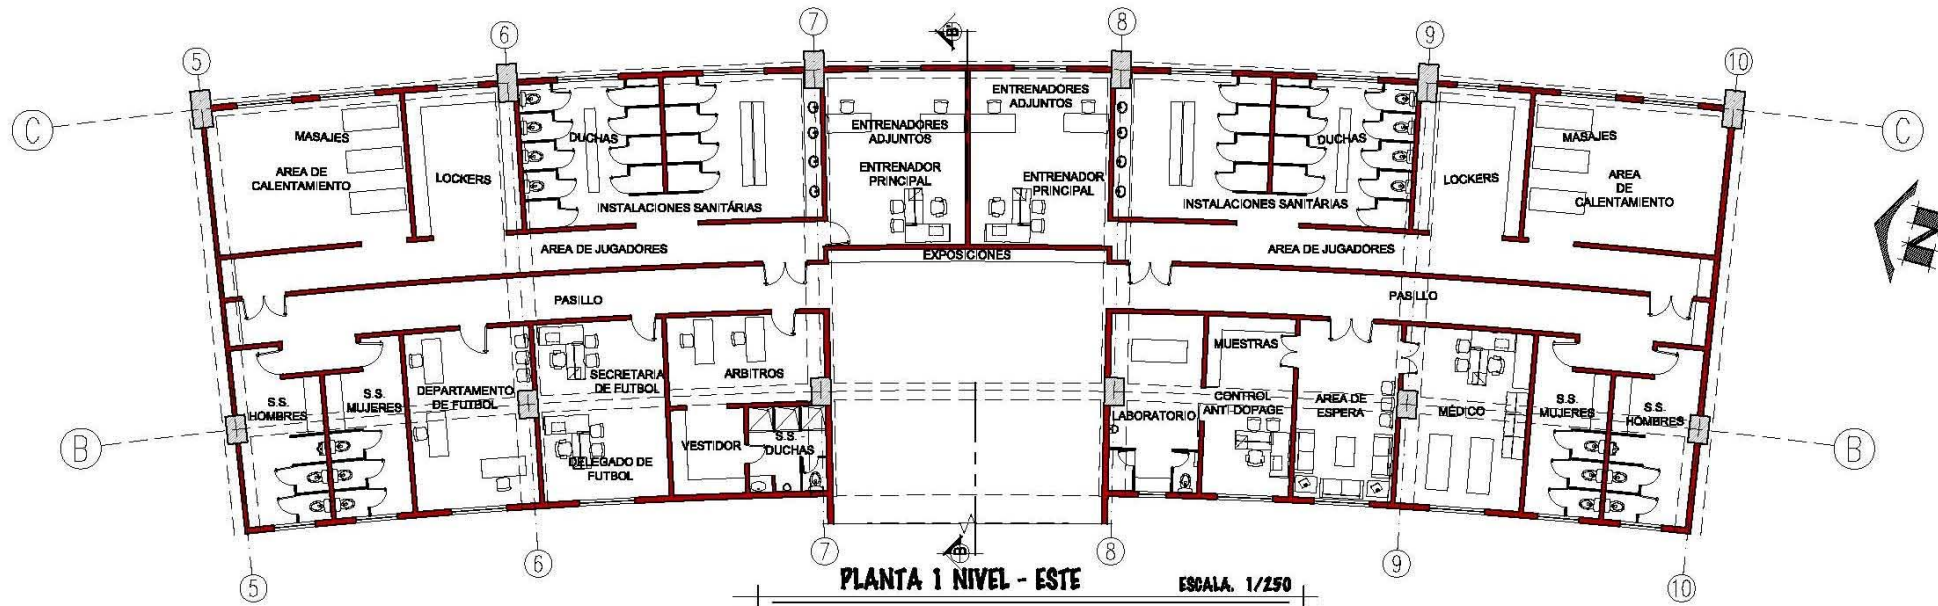 5
6
7
B'
8
9
10
C
C
MASAJES
AREA DE
CALENTAMIENTO
LOCKERS
DUCHAS
INSTALACIONES SANITÁRIAS
ENTRENADORES
ADJUNTOS
ENTRENADOR
PRINCIPAL
ENTRENADORES
ADJUNTOS
ENTRENADOR
PRINCIPAL
DUCHAS
INSTALACIONES SANITÁRIAS
LOCKERS
MASAJES
AREA
DE
CALENTAMIENTO
N
AREA DE JUGADORES
EXPOSICIONES
AREA DE JUGADORES
PASILLO
PASILLO
S.S.
HOMBRES
S.S.
MUJERES
DEPARTAMENTO
DE FUTBOL
SECRETARIA
DE FUTBOL
ARBITROS
DELEGADO DE
FUTBOL
VESTIDOR
S.S.
DUCHAS
MUESTRAS
LABORATORIO
CONTROL
ANTI-DOPAGE
AREA DE
ESPERA
MÉDICO
S.S.
MUJERES
S.S.
HOMBRES
B
B
5
6
7
B'
8
9
10
PLANTA 1 NIVEL - ESTE
ESCALA. 1/250